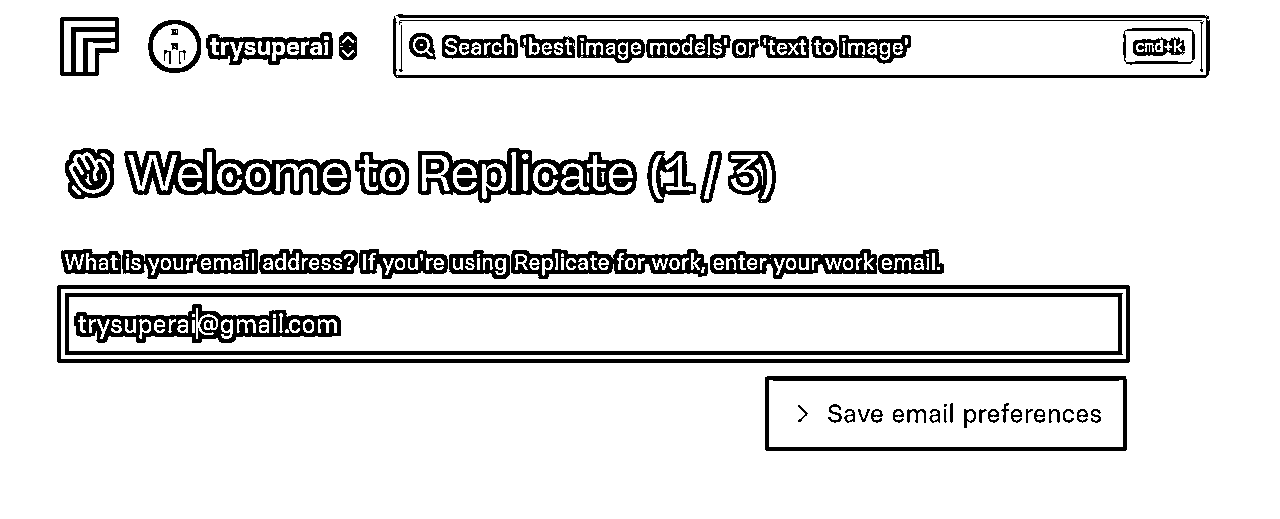 trysuperai
Search 'best image models' or 'text to image'
cmd+k
👋 Welcome to Replicate (1 / 3)
What is your email address? If you're using Replicate for work, enter your work email.
trysuperai@gmail.com
Save email preferences